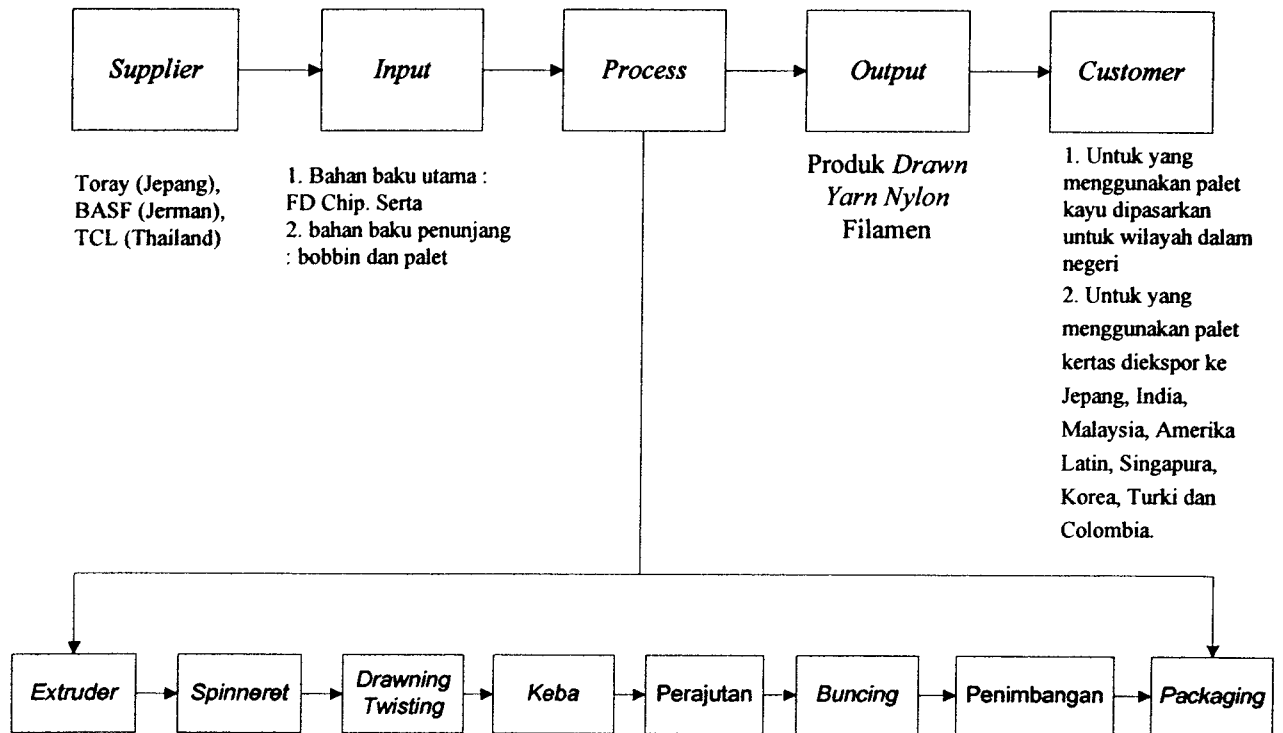 Supplier
Input
Process
Output
Customer
Toray (Jepang),
BASF (Jerman),
TCL (Thailand)
1. Bahan baku utama :
FD Chip. Serta
2. bahan baku penunjang
: bobbin dan palet
Produk Drawn
Yarn Nylon
Filamen
1. Untuk yang
menggunakan palet
kayu dipasarkan
untuk wilayah dalam
negeri
2. Untuk yang
menggunakan palet
kertas diekspor ke
Jepang, India,
Malaysia, Amerika
Latin, Singapura,
Korea, Turki dan
Colombia.
Extruder
Spinneret
Drawning
Twisting
Keba
Perajutan
Buncing
Penimbangan
Packaging